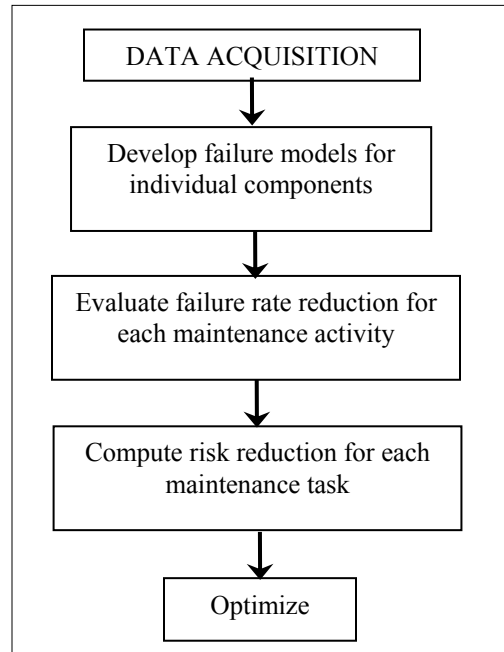 DATA ACQUISITION
Develop failure models for
individual components
Evaluate failure rate reduction for
each maintenance activity
Compute risk reduction for each
maintenance task
Optimize